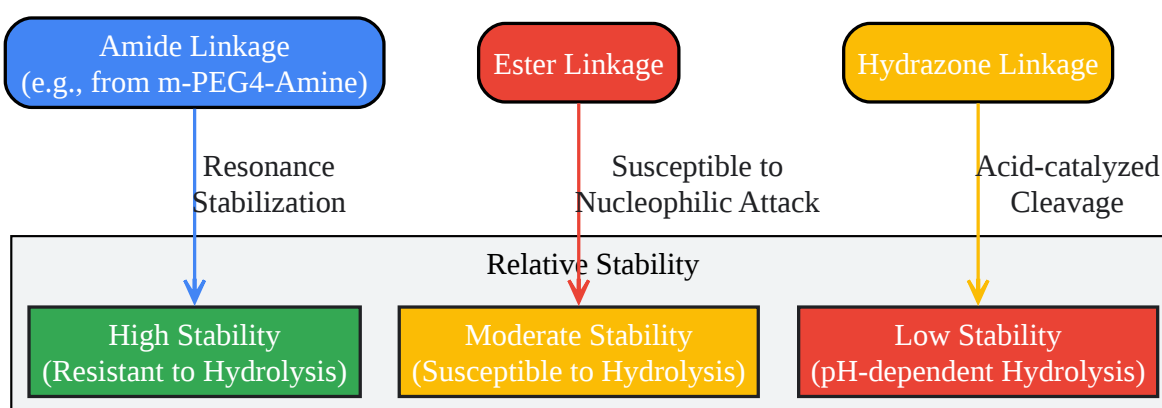 Amide Linkage
(e.g., from m-PEG4-Amine)
Ester Linkage
Hydrazone Linkage
Resonance
Stabilization
Susceptible to
Nucleophilic Attack
Acid-catalyzed
Cleavage
Relative Stability
High Stability
(Resistant to Hydrolysis)
Moderate Stability
(Susceptible to Hydrolysis)
Low Stability
(pH-dependent Hydrolysis)